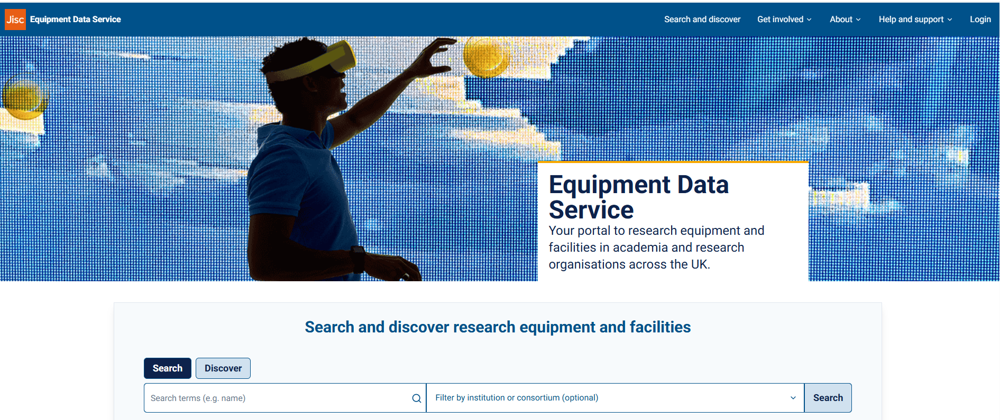 Jisc Equipment Data Service
Search and discover Get involved About Help and support Login
Equipment Data
Service
Your portal to research equipment and
facilities in academia and research
organisations across the UK.
Search and discover research equipment and facilities
Search Discover
Search terms (e.g. name) Filter by institution or consortium (optional) Search